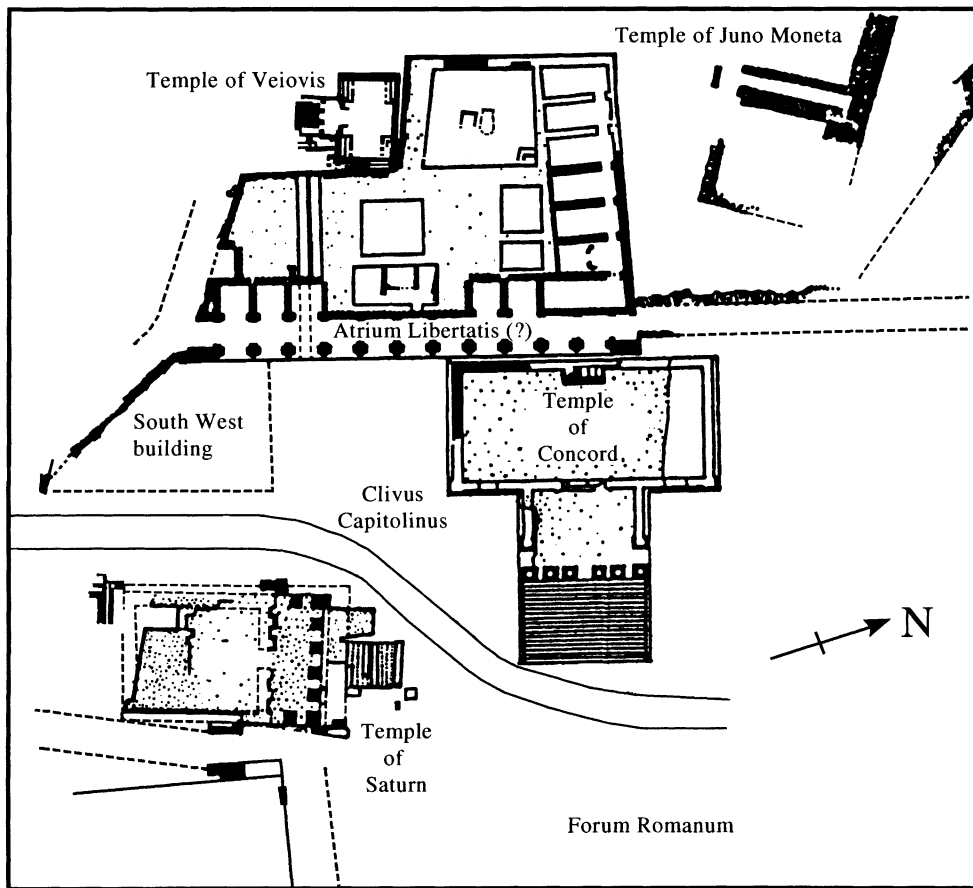 Temple of Juno Moneta
Temple of Veiovis
Atrium Libertatis (?)
South West
building
Temple
of
Concord
Clivus
Capitolinus
N
Temple
of
Saturn
Forum Romanum